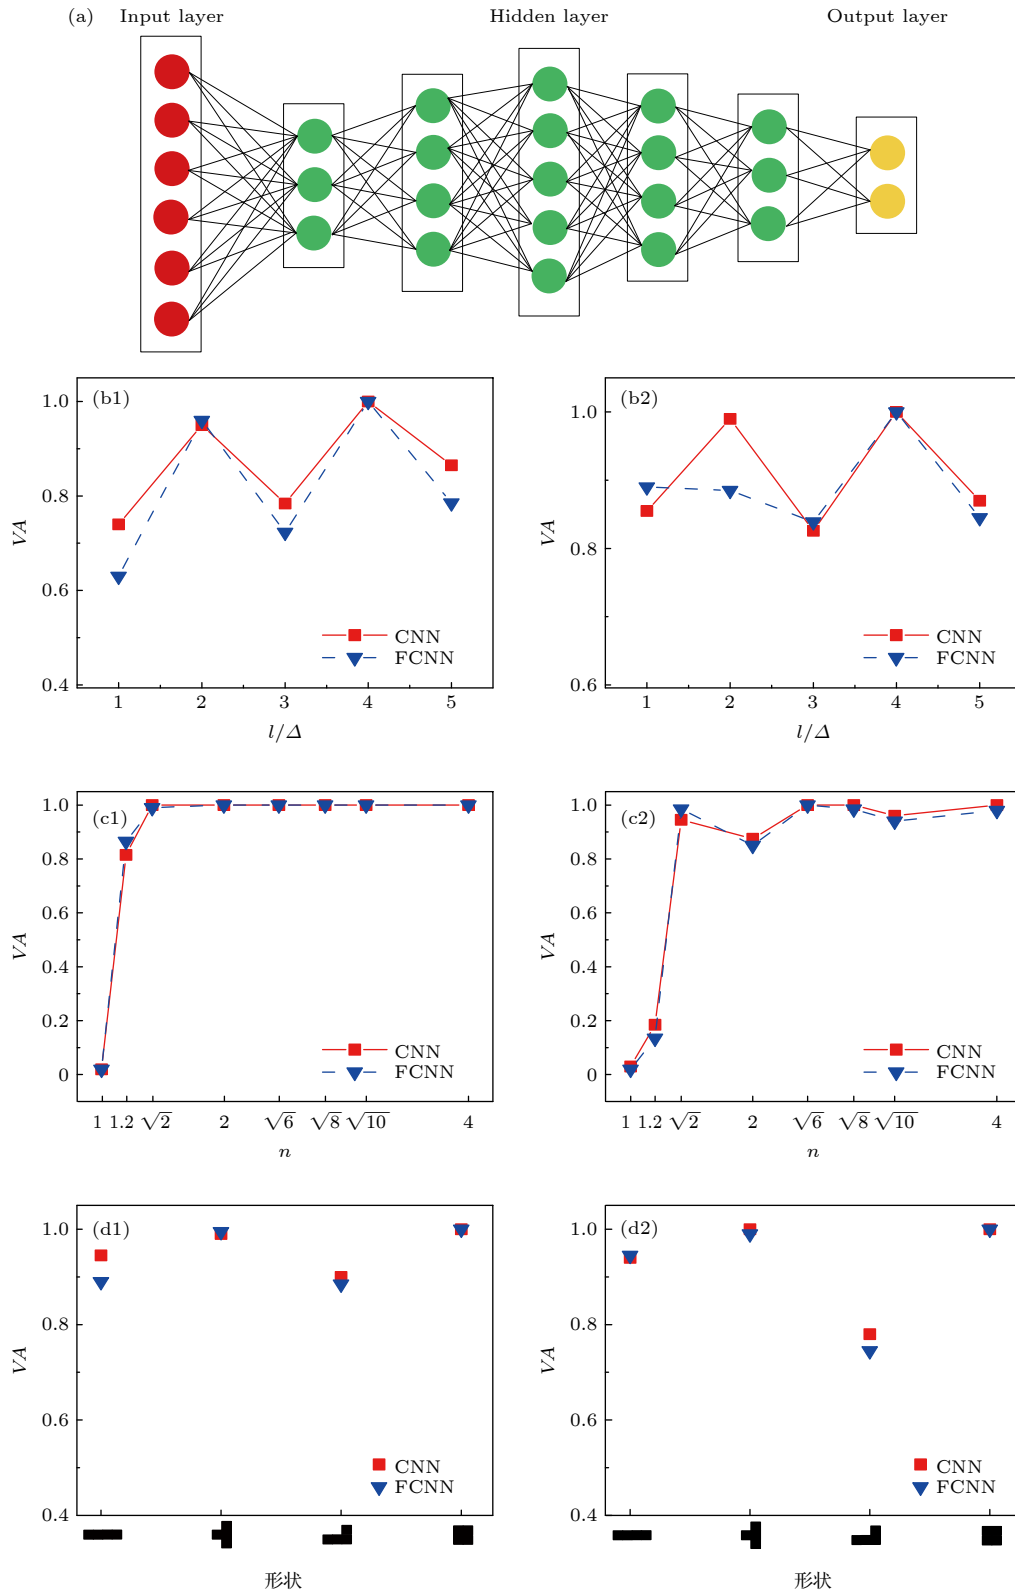 (a) Input layer Hidden layer Output layer
(b1)
1.0
0.8
0.6
0.4
VA
CNN
FCNN
1 2 3 4 5
l/Δ
(b2)
1.0
0.8
0.6
VA
CNN
FCNN
1 2 3 4 5
l/Δ
(c1)
1.0
0.8
0.6
0.4
0.2
0
VA
CNN
FCNN
1 1.2 √2 2 √6 √8 √10 4
n
(c2)
1.0
0.8
0.6
0.4
0.2
0
VA
CNN
FCNN
1 1.2 √2 2 √6 √8 √10 4
n
(d1)
1.0
0.8
0.6
0.4
VA
CNN
FCNN
形状
(d2)
1.0
0.8
0.6
0.4
VA
CNN
FCNN
形状